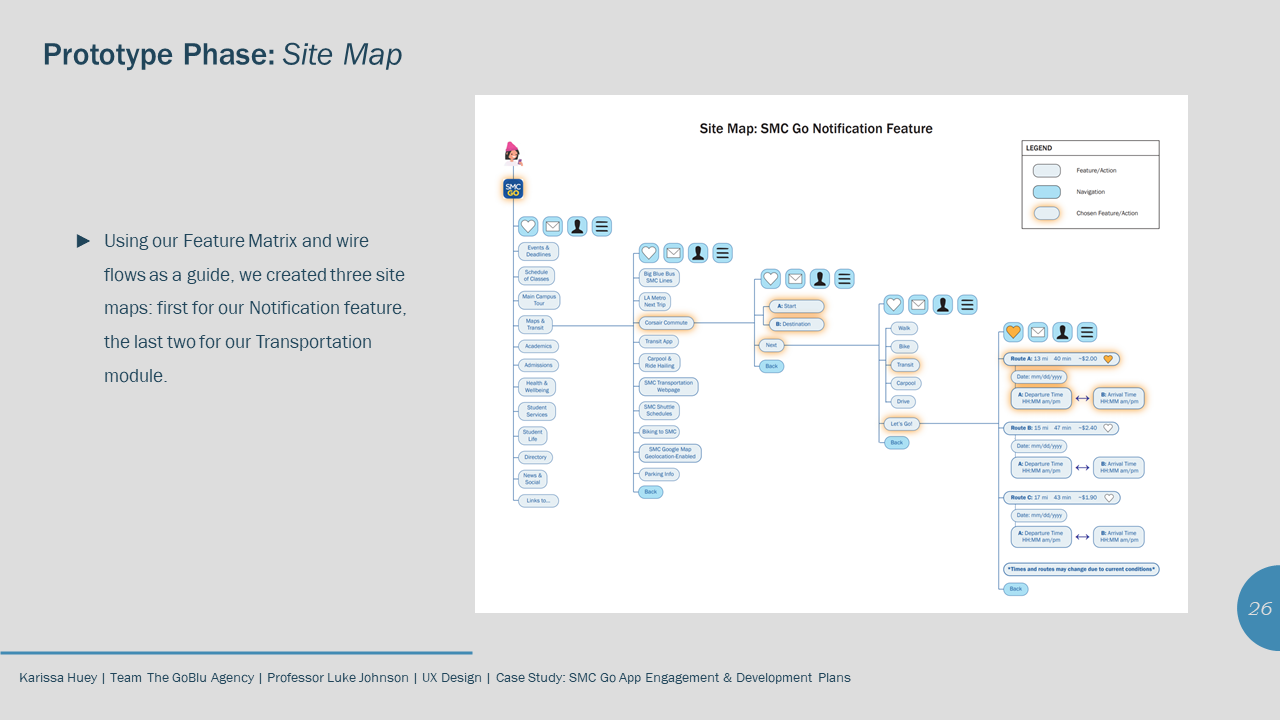 Prototype Phase: Site Map
▶ Using our Feature Matrix and wire
flows as a guide, we created three site
maps: first for our Notification feature,
the last two for our Transportation
module.
Site Map: SMC Go Notification Feature
LEGEND
Feature/Action
Navigation
Chosen Feature/Action
SMC
GO
Events &
Deadlines
Schedule
of Classes
Main Campus
Tour
Maps &
Transit
Academics
Admissions
Health &
Wellbeing
Student
Services
Student
Life
Directory
News &
Social
Links to...
Big Blue Bus
SMC Lines
LA Metro
Next Trip
Corsair Commute
Transit App
Carpool &
Ride Hailing
SMC Transportation
Webpage
SMC Shuttle
Schedules
Biking to SMC
SMC Google Map
Geolocation-Enabled
Parking Info
Back
A: Start
B: Destination
Next
Back
Walk
Bike
Transit
Carpool
Drive
Let's Go!
Back
Route A: 13 mi 40 min ~$2.00
Date: mm/dd/yyyy
A: Departure Time
HH:MM am/pm
B: Arrival Time
HH:MM am/pm
Route B: 15 mi 47 min ~$2.40
Date: mm/dd/yyyy
A: Departure Time
HH:MM am/pm
B: Arrival Time
HH:MM am/pm
Route C: 17 mi 43 min ~$1.90
Date: mm/dd/yyyy
A: Departure Time
HH:MM am/pm
B: Arrival Time
HH:MM am/pm
*Times and routes may change due to current conditions*
Back
26
Karissa Huey | Team The GoBlu Agency | Professor Luke Johnson | UX Design | Case Study: SMC Go App Engagement & Development Plans